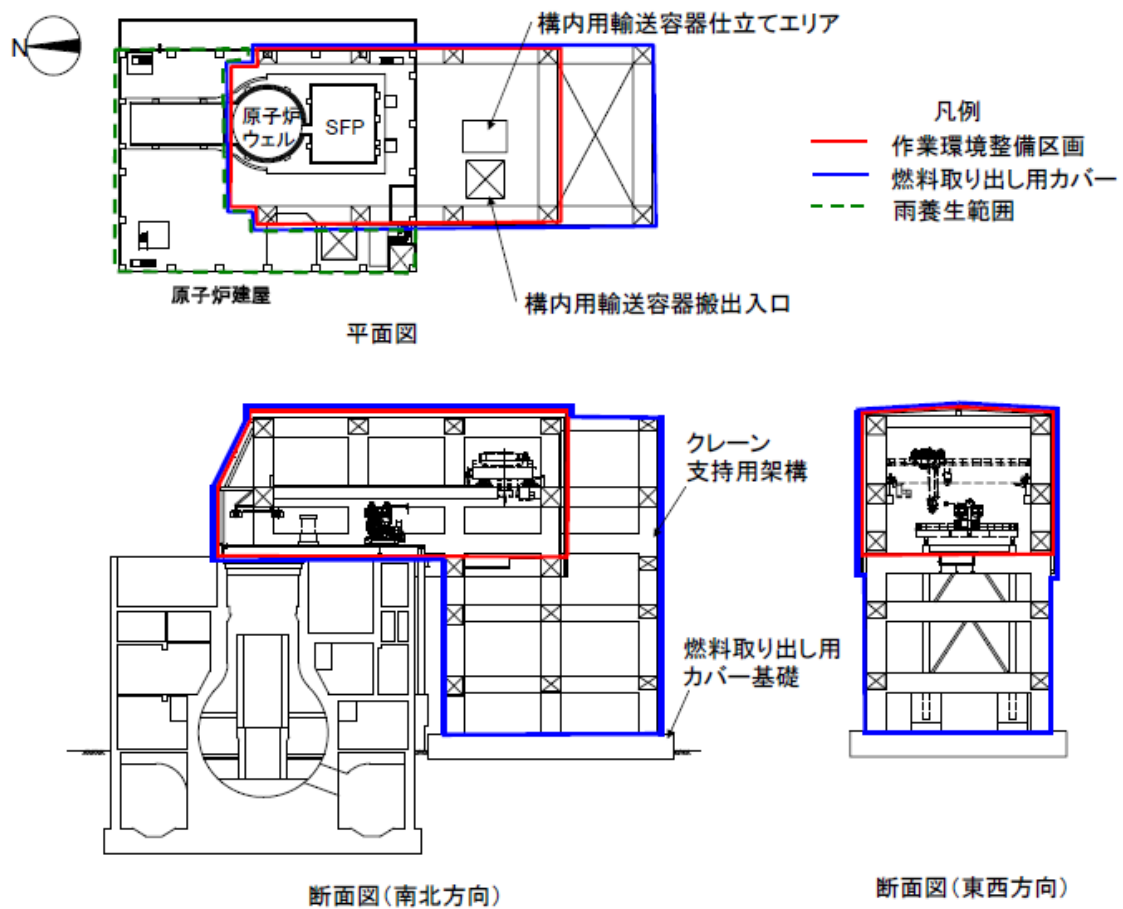 N
構内用輸送容器仕立てエリア
原子炉
ウェル
SFP
凡例
作業環境整備区画
燃料取り出し用カバー
雨養生範囲
原子炉建屋
構内用輸送容器搬出入口
平面図
クレーン
支持用架構
燃料取り出し用
カバー基礎
断面図(南北方向)
断面図(東西方向)